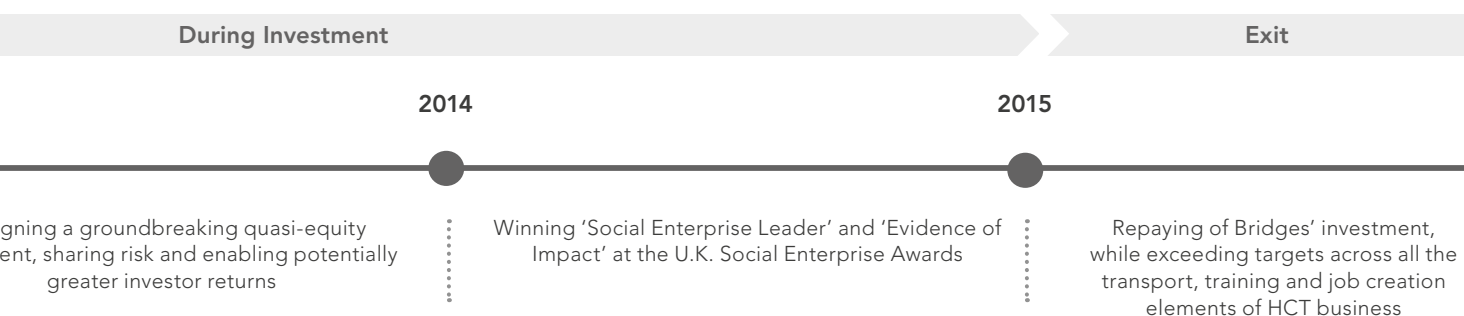 During Investment
Exit
2014
2015
gning a groundbreaking quasi-equity
ent, sharing risk and enabling potentially
greater investor returns
Winning ‘Social Enterprise Leader’ and ‘Evidence of
Impact’ at the U.K. Social Enterprise Awards
Repaying of Bridges’ investment,
while exceeding targets across all the
transport, training and job creation
elements of HCT business